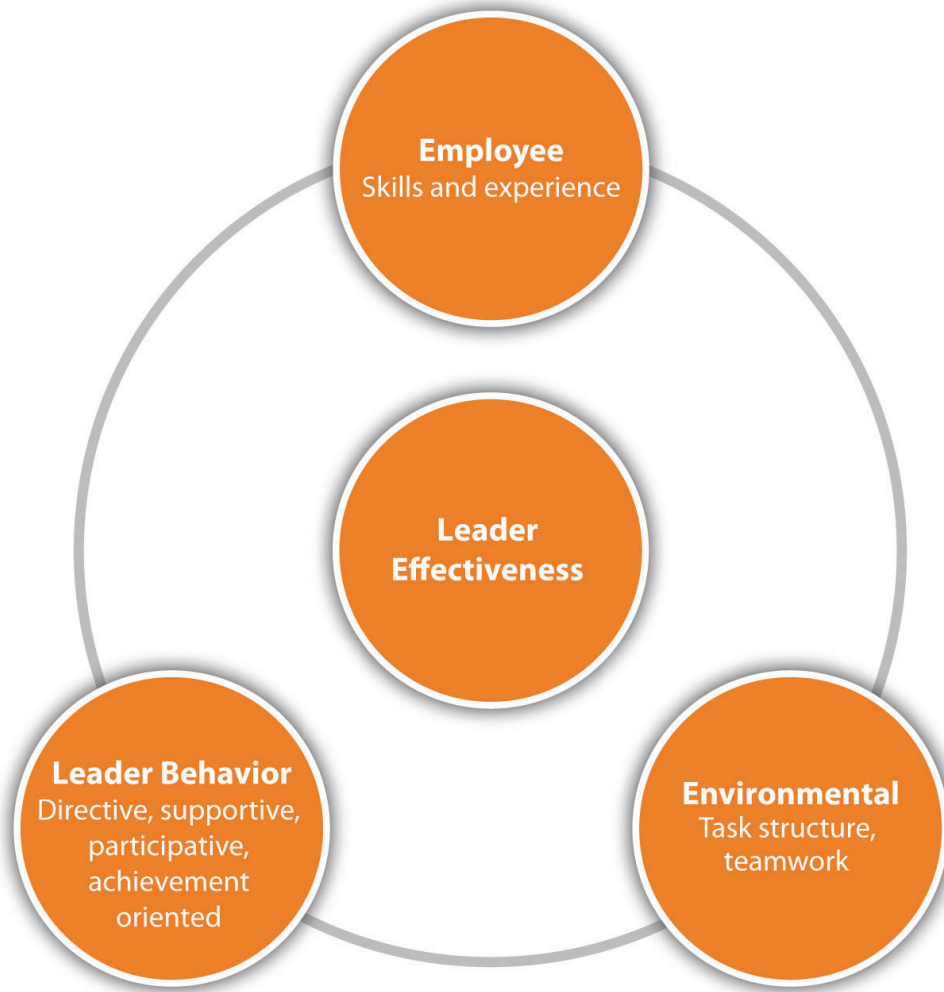 Employee
Skills and experience
Leader
Effectiveness
Leader Behavior
Directive, supportive,
participative,
achievement
oriented
Environmental
Task structure,
teamwork